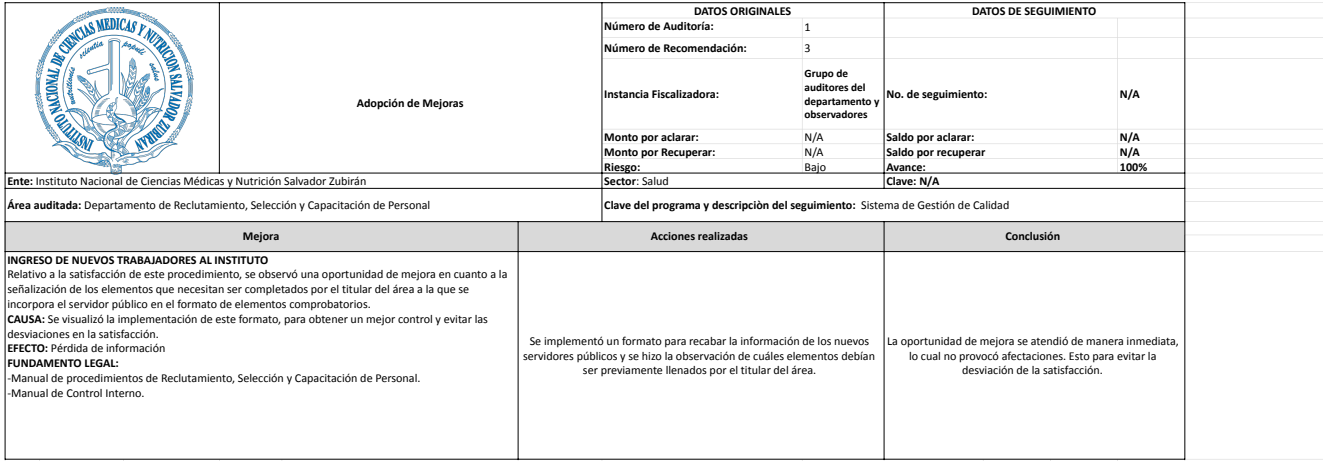 INSTITUTO NACIONAL DE CIENCIAS MEDICAS Y NUTRICION SALVADOR ZUBIRAN
nutritionis scientia populi salus
Adopción de Mejoras
DATOS ORIGINALES
DATOS DE SEGUIMIENTO
Número de Auditoría: 1
Número de Recomendación: 3
Instancia Fiscalizadora:
Grupo de
auditores del
departamento y
observadores
No. de seguimiento: N/A
Monto por aclarar: N/A Saldo por aclarar: N/A
Monto por Recuperar: N/A Saldo por recuperar N/A
Riesgo: Bajo Avance: 100%
Ente: Instituto Nacional de Ciencias Médicas y Nutrición Salvador Zubirán Sector: Salud Clave: N/A
Área auditada: Departamento de Reclutamiento, Selección y Capacitación de Personal Clave del programa y descripciòn del seguimiento: Sistema de Gestión de Calidad
Mejora Acciones realizadas Conclusión
INGRESO DE NUEVOS TRABAJADORES AL INSTITUTO
Relativo a la satisfacción de este procedimiento, se observó una oportunidad de mejora en cuanto a la
señalización de los elementos que necesitan ser completados por el titular del área a la que se
incorpora el servidor público en el formato de elementos comprobatorios.
CAUSA: Se visualizó la implementación de este formato, para obtener un mejor control y evitar las
desviaciones en la satisfacción.
EFECTO: Pérdida de información
FUNDAMENTO LEGAL:
-Manual de procedimientos de Reclutamiento, Selección y Capacitación de Personal.
-Manual de Control Interno.
Se implementó un formato para recabar la información de los nuevos
servidores públicos y se hizo la observación de cuáles elementos debían
ser previamente llenados por el titular del área.
La oportunidad de mejora se atendió de manera inmediata,
lo cual no provocó afectaciones. Esto para evitar la
desviación de la satisfacción.